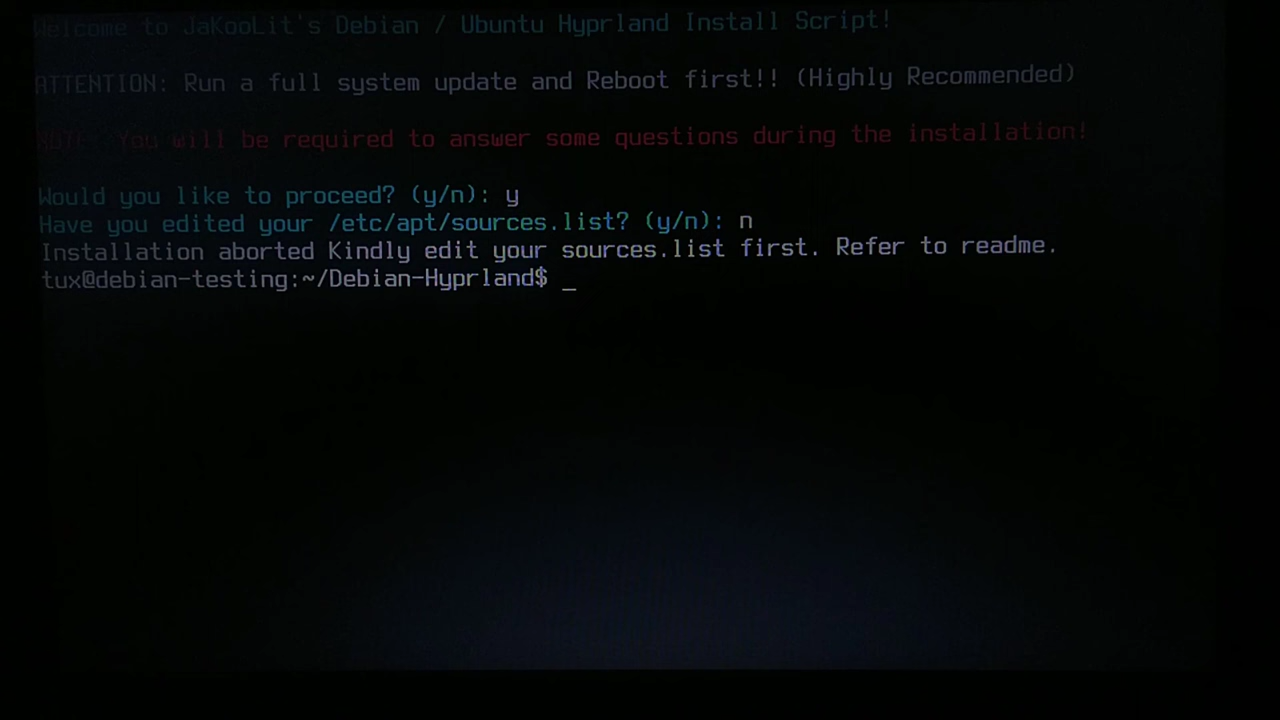 Welcome to JaKooLit's Debian / Ubuntu Hyprland Install Script!
ATTENTION: Run a full system update and Reboot first!! (Highly Recommended)
NOTE: You will be required to answer some questions during the installation!
Would you like to proceed? (y/n): y
Have you edited your /etc/apt/sources.list? (y/n): n
Installation aborted Kindly edit your sources.list first. Refer to readme.
tux@debian-testing:~/Debian-Hyprland$ _